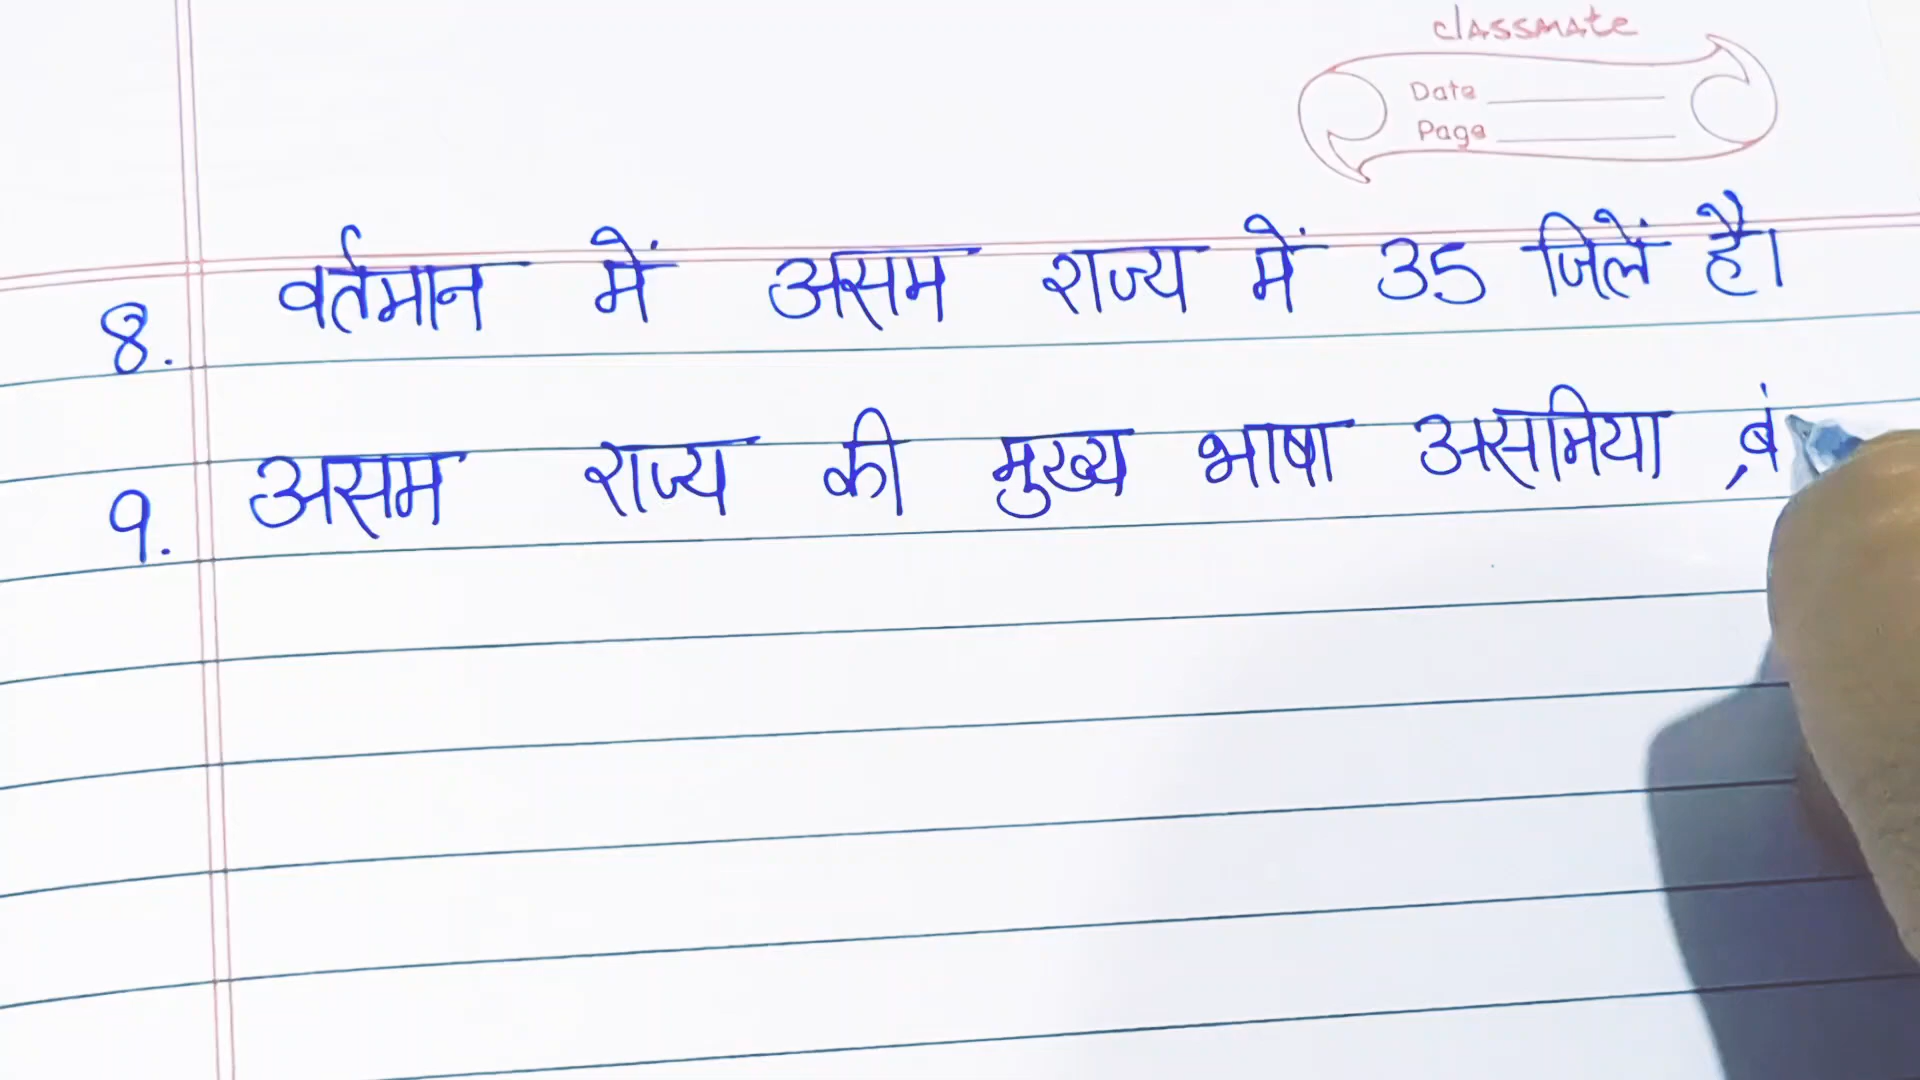 classmate
Date
Page
8. वर्तमान में असम राज्य में 35 जिलें है।
9. असम राज्य की मुख्य भाषा असमिया ,बं